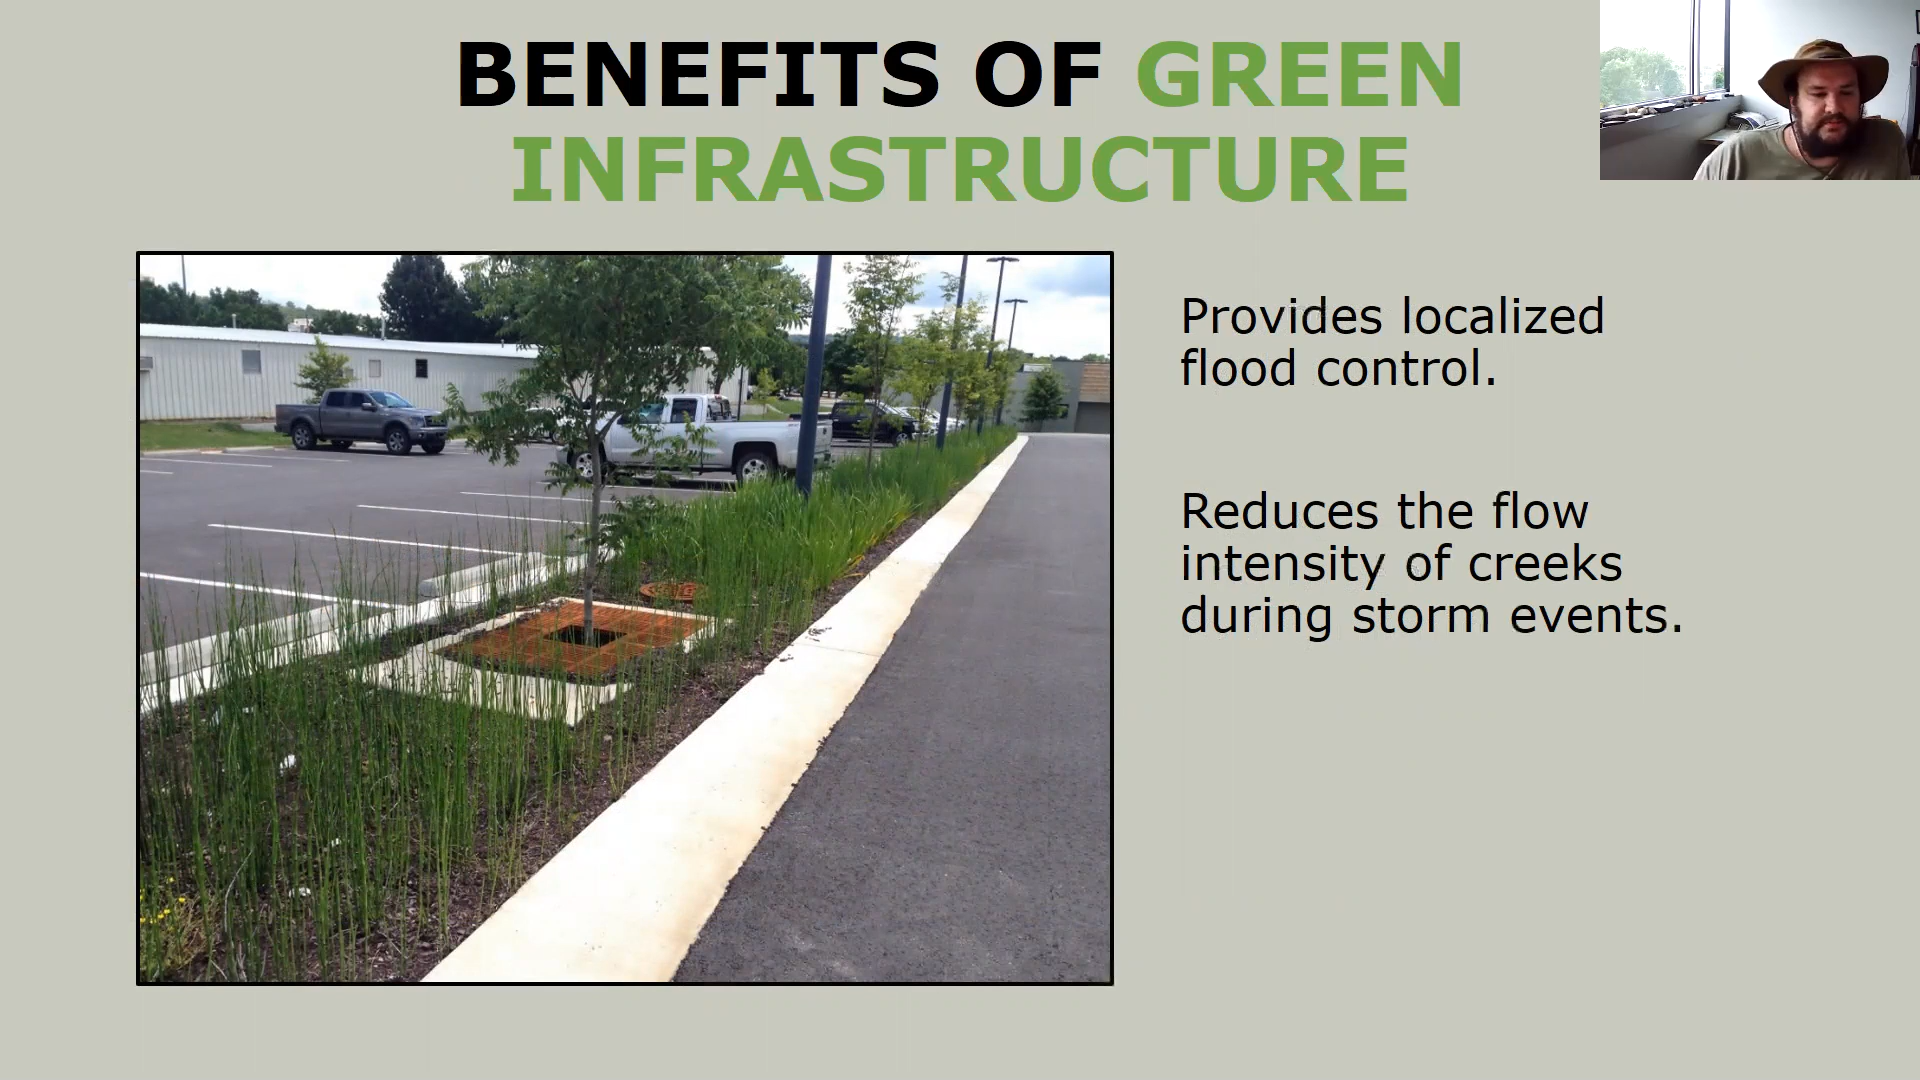 BENEFITS OF GREEN
INFRASTRUCTURE
Provides localized
flood control.
Reduces the flow
intensity of creeks
during storm events.